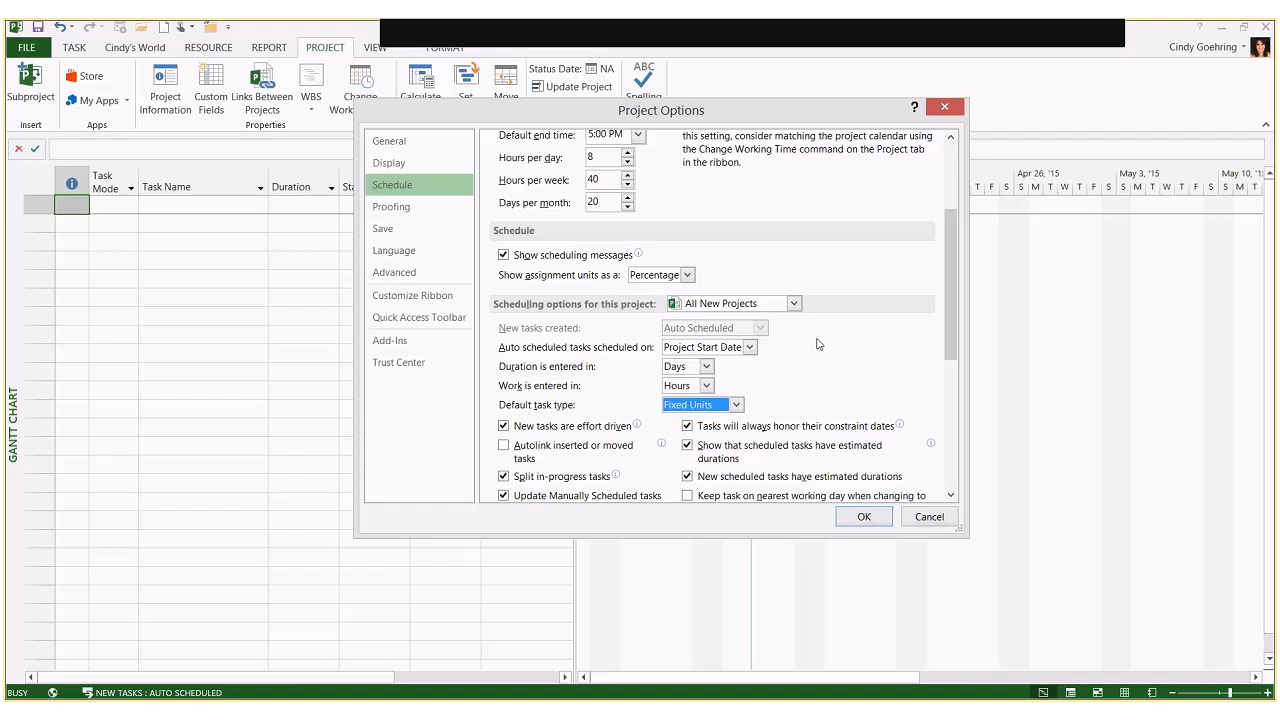 FILE TASK Cindy's World RESOURCE REPORT PROJECT VIEW FORMAT Cindy Goehring
Subproject
Insert
Store
My Apps
Apps
Project Information
Custom Fields
Links Between Projects
WBS
Properties
Change
Work
Calculate
Set
Move
Status Date: NA
Update Project
ABC
Spelling
GANTT CHART
Task Mode
Task Name
Duration
Sta
Apr 26, '15 May 3, '15 May 10, '15
T F S S M T W T F S S M T W T F S S M T
Project Options
General
Display
Schedule
Proofing
Save
Language
Advanced
Customize Ribbon
Quick Access Toolbar
Add-Ins
Trust Center
Default end time: 5:00 PM
Hours per day: 8
Hours per week: 40
Days per month: 20
this setting, consider matching the project calendar using
the Change Working Time command on the Project tab
in the ribbon.
Schedule
Show scheduling messages
Show assignment units as a: Percentage
Scheduling options for this project: All New Projects
New tasks created: Auto Scheduled
Auto scheduled tasks scheduled on: Project Start Date
Duration is entered in: Days
Work is entered in: Hours
Default task type: Fixed Units
New tasks are effort driven
Autolink inserted or moved
tasks
Split in-progress tasks
Update Manually Scheduled tasks
Tasks will always honor their constraint dates
Show that scheduled tasks have estimated
durations
New scheduled tasks have estimated durations
Keep task on nearest working day when changing to
OK Cancel
BUSY NEW TASKS : AUTO SCHEDULED